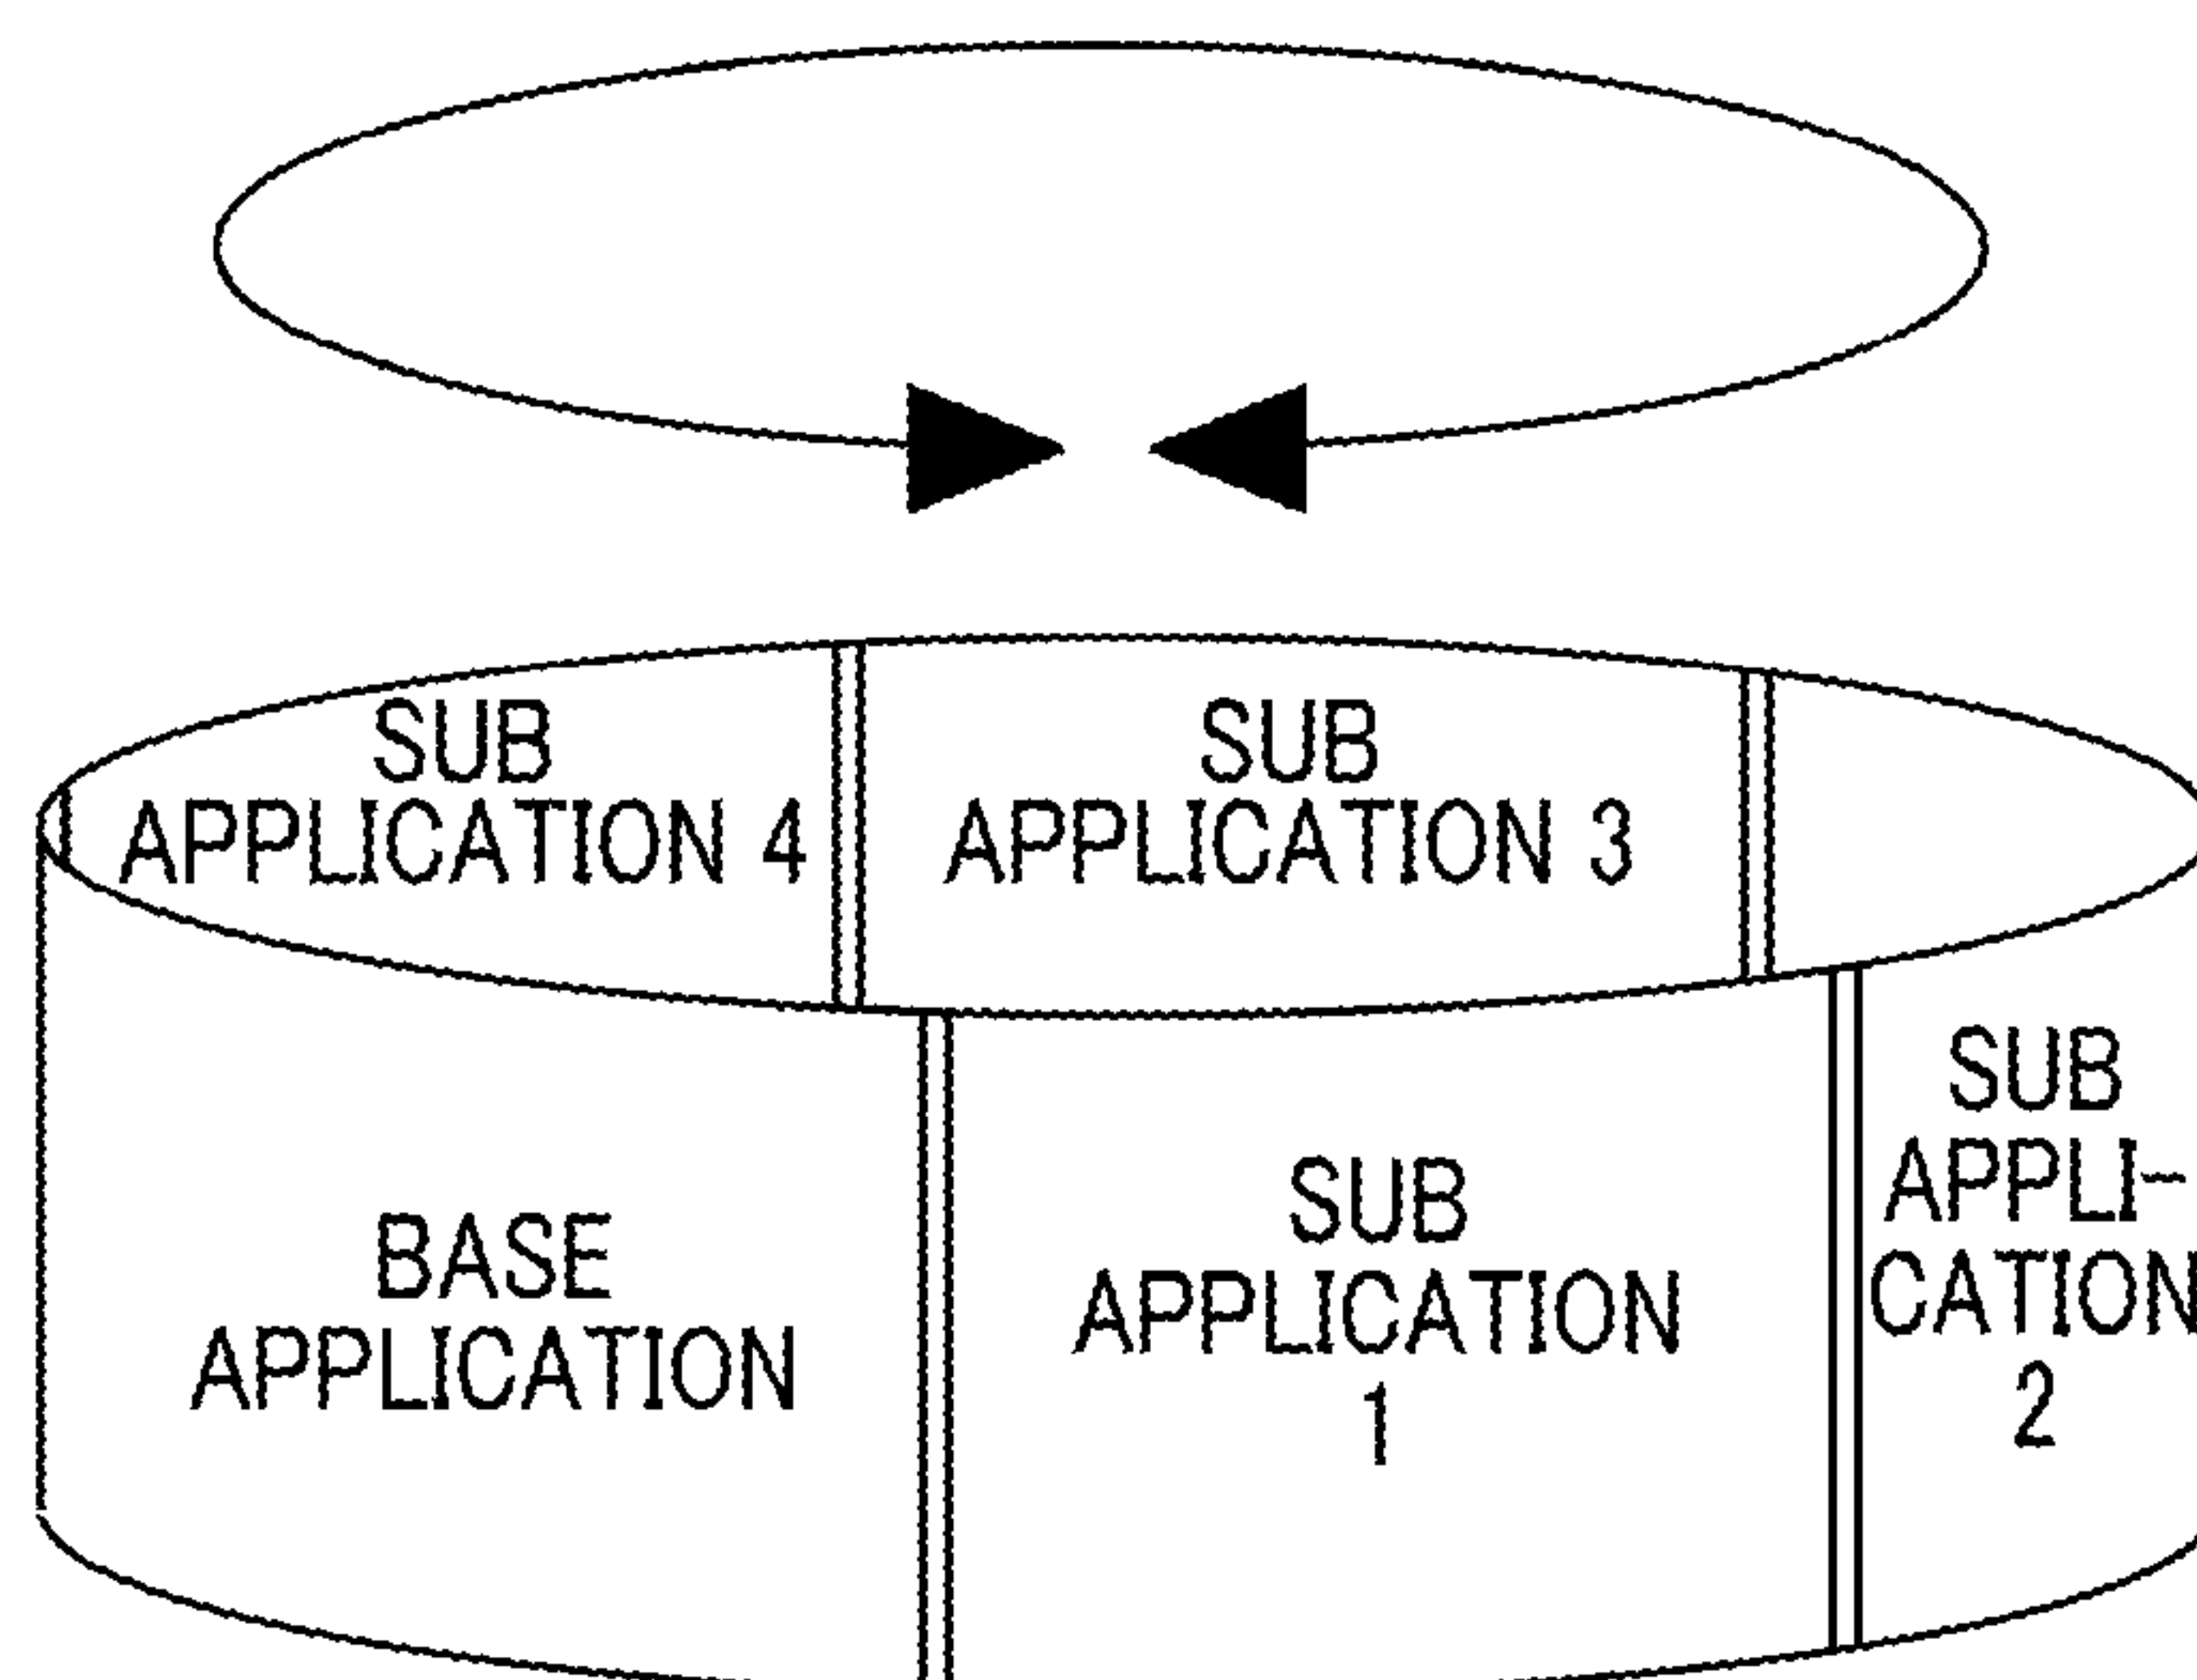 SUB
APPLICATION 4
SUB
APPLICATION 3
BASE
APPLICATION
SUB
APPLICATION
1
SUB
APPLI-
CATION
2